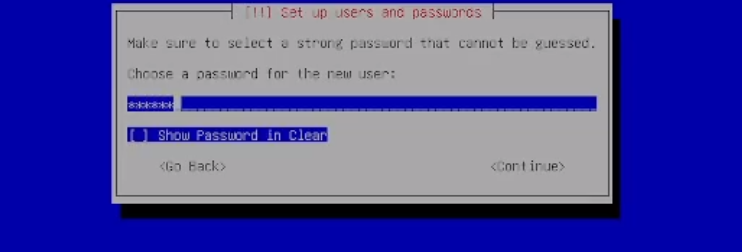 [!!] Set up users and passwords
Make sure to select a strong password that cannot be guessed.
Choose a password for the new user:
******
[ ] Show Password in Clear
<Go Back> <Continue>